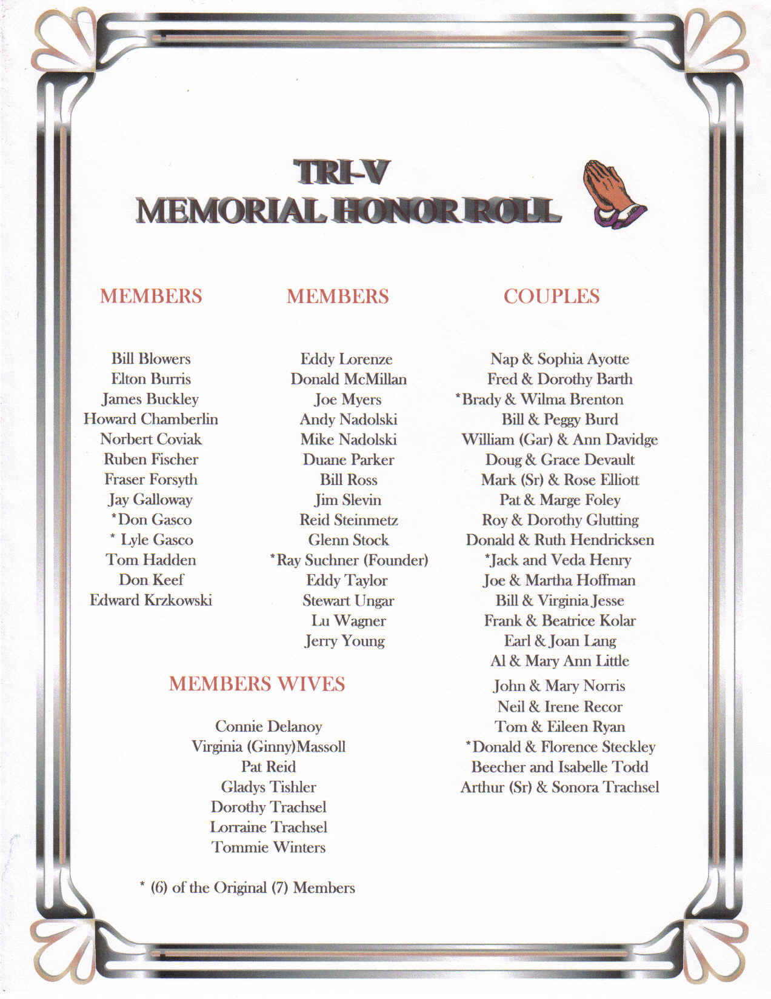 TRI-V
MEMORIAL HONOR ROLL
MEMBERS
Bill Blowers
Elton Burris
James Buckley
Howard Chamberlin
Norbert Coviak
Ruben Fischer
Fraser Forsyth
Jay Galloway
*Don Gasco
* Lyle Gasco
Tom Hadden
Don Keef
Edward Krzkowski
MEMBERS
Eddy Lorenze
Donald McMillan
Joe Myers
Andy Nadolski
Mike Nadolski
Duane Parker
Bill Ross
Jim Slevin
Reid Steinmetz
Glenn Stock
*Ray Suchner (Founder)
Eddy Taylor
Stewart Ungar
Lu Wagner
Jerry Young
COUPLES
Nap & Sophia Ayotte
Fred & Dorothy Barth
*Brady & Wilma Brenton
Bill & Peggy Burd
William (Gar) & Ann Davidge
Doug & Grace Devault
Mark (Sr) & Rose Elliott
Pat & Marge Foley
Roy & Dorothy Glutting
Donald & Ruth Hendricksen
*Jack and Veda Henry
Joe & Martha Hoffman
Bill & Virginia Jesse
Frank & Beatrice Kolar
Earl & Joan Lang
Al & Mary Ann Little
John & Mary Norris
Neil & Irene Recor
Tom & Eileen Ryan
*Donald & Florence Steckley
Beecher and Isabelle Todd
Arthur (Sr) & Sonora Trachsel
MEMBERS WIVES
Connie Delanoy
Virginia (Ginny)Massoll
Pat Reid
Gladys Tishler
Dorothy Trachsel
Lorraine Trachsel
Tommie Winters
* (6) of the Original (7) Members